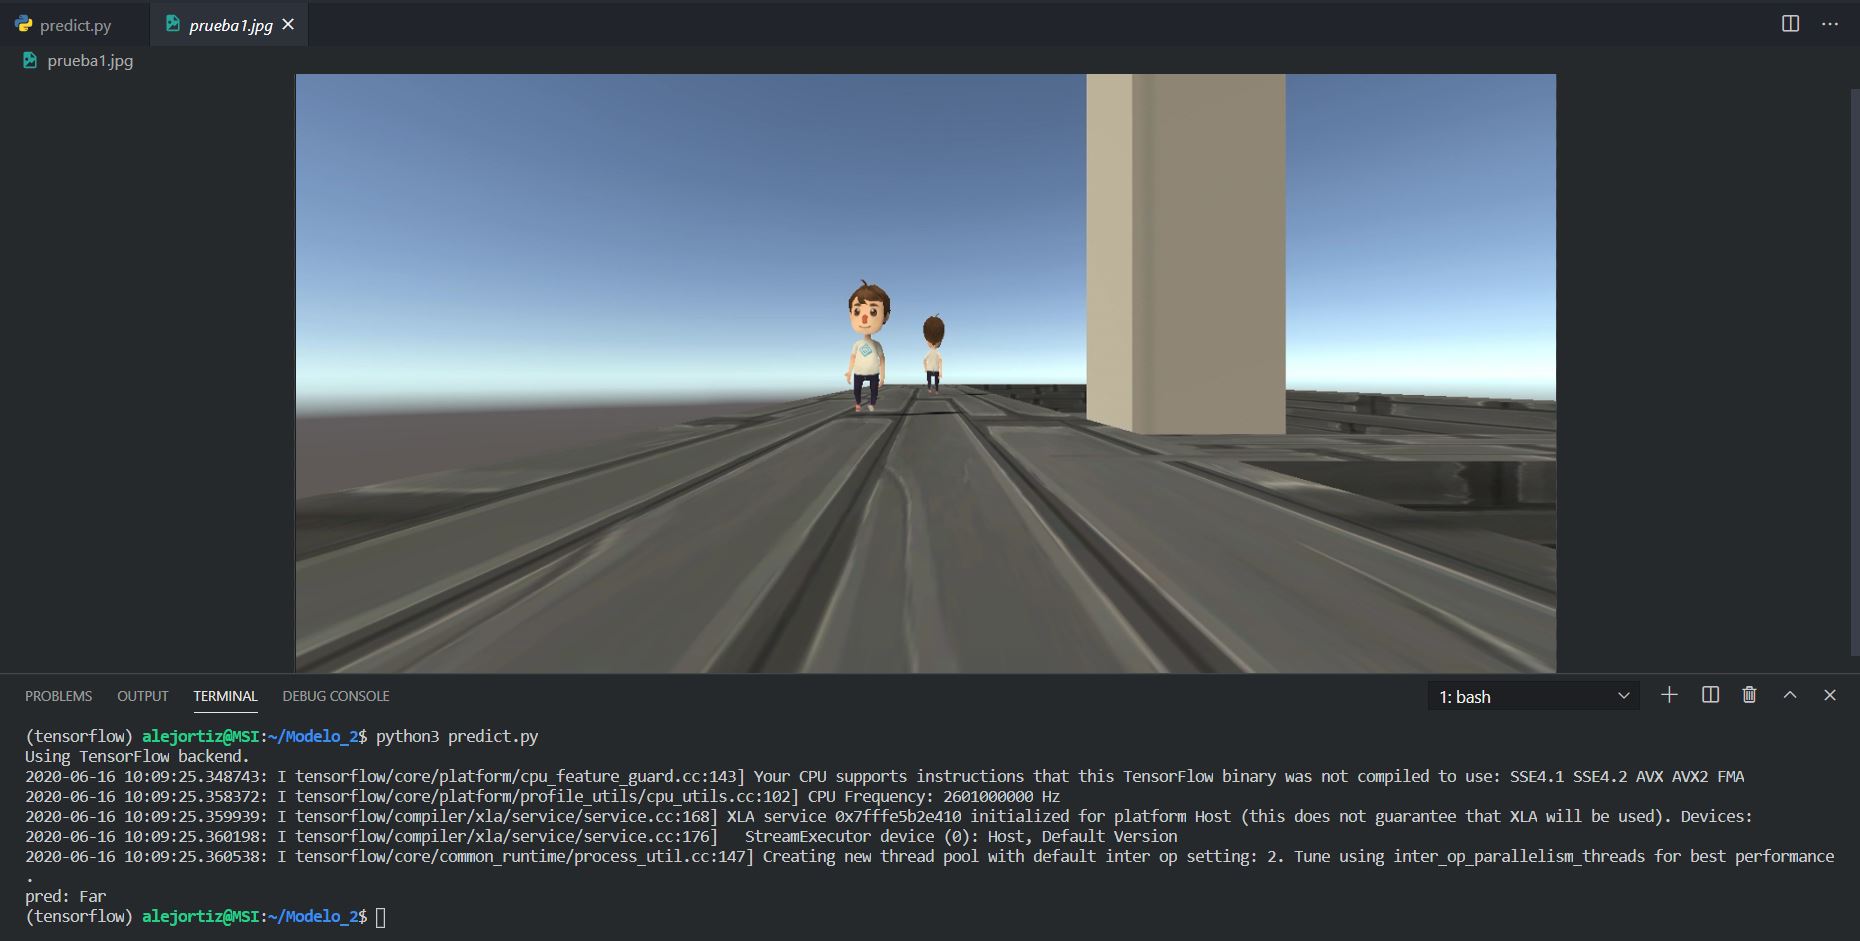 predict.py prueba1.jpg
prueba1.jpg
PROBLEMS OUTPUT TERMINAL DEBUG CONSOLE 1: bash
(tensorflow) alejortiz@MSI:~/Modelo_2$ python3 predict.py
Using TensorFlow backend.
2020-06-16 10:09:25.348743: I tensorflow/core/platform/cpu_feature_guard.cc:143] Your CPU supports instructions that this TensorFlow binary was not compiled to use: SSE4.1 SSE4.2 AVX AVX2 FMA
2020-06-16 10:09:25.358372: I tensorflow/core/platform/profile_utils/cpu_utils.cc:102] CPU Frequency: 2601000000 Hz
2020-06-16 10:09:25.359939: I tensorflow/compiler/xla/service/service.cc:168] XLA service 0x7fffe5b2e410 initialized for platform Host (this does not guarantee that XLA will be used). Devices:
2020-06-16 10:09:25.360198: I tensorflow/compiler/xla/service/service.cc:176]   StreamExecutor device (0): Host, Default Version
2020-06-16 10:09:25.360538: I tensorflow/core/common_runtime/process_util.cc:147] Creating new thread pool with default inter op setting: 2. Tune using inter_op_parallelism_threads for best performance
.
pred: Far
(tensorflow) alejortiz@MSI:~/Modelo_2$